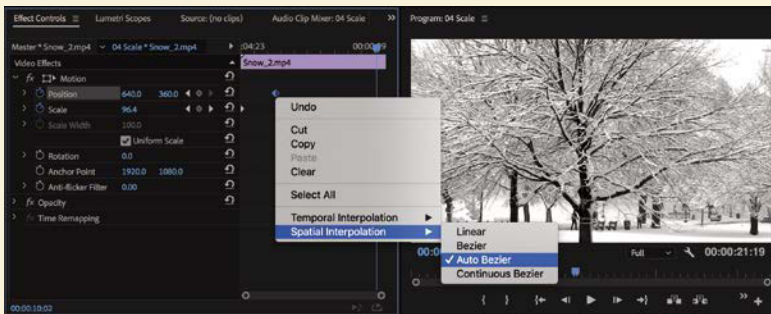 Effect Controls
Lumetri Scopes
Source: (no clips)
Audio Clip Mixer: 04 Scale
Program: 04 Scale
Master * Snow_2.mp4
04 Scale * Snow_2.mp4
:04:23
Video Effects
Snow_2.mp4
fx Motion
Position 640.0 360.0
Scale 96.4
Scale Width 100.0
Uniform Scale
Rotation 0.0
Anchor Point 1920.0 1080.0
Anti-flicker Filter 0.00
fx Opacity
Time Remapping
00:00:10:02
Undo
Cut
Copy
Paste
Clear
Select All
Temporal Interpolation
Spatial Interpolation
Linear
Bezier
✓ Auto Bezier
Continuous Bezier
Full
00:00:21:19